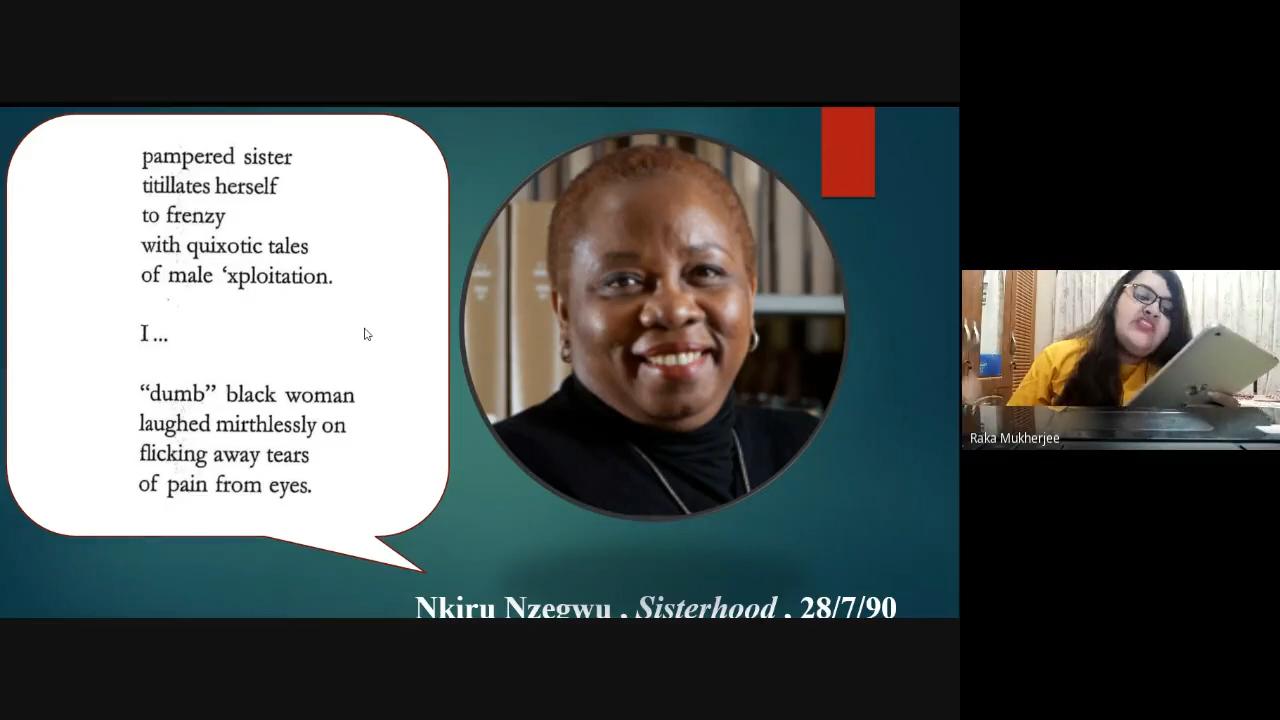 pampered sister
titillates herself
to frenzy
with quixotic tales
of male ‘xploitation.
I ...
“dumb” black woman
laughed mirthlessly on
flicking away tears
of pain from eyes.
Nkiru Nzegwu , Sisterhood , 28/7/90
Raka Mukherjee